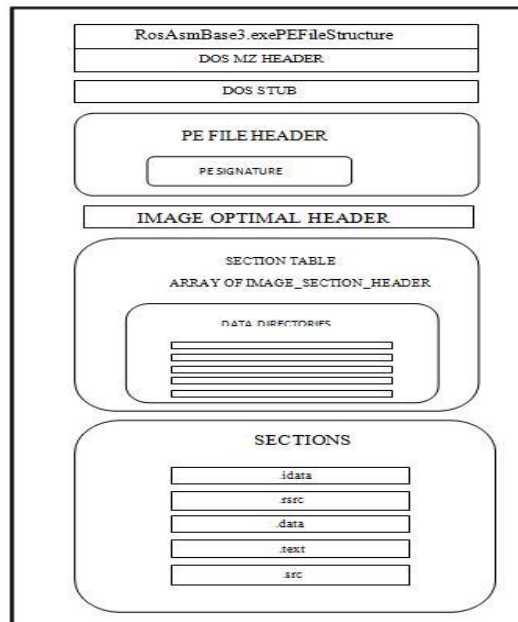 RosAsmBase3.exePEFileStructure
DOS MZ HEADER
DOS STUB
PE FILE HEADER
PE SIGNATURE
IMAGE OPTIMAL HEADER
SECTION TABLE
ARRAY OF IMAGE_SECTION_HEADER
DATA DIRECTORIES
SECTIONS
.idata
.rsrc
.data
.text
.src